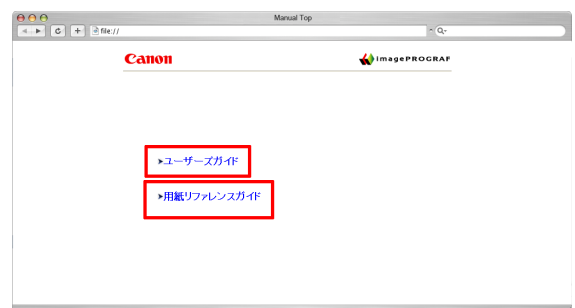 Manual Top
file://
Canon
imagePROGRAF
ユーザーズガイド
用紙リファレンスガイド